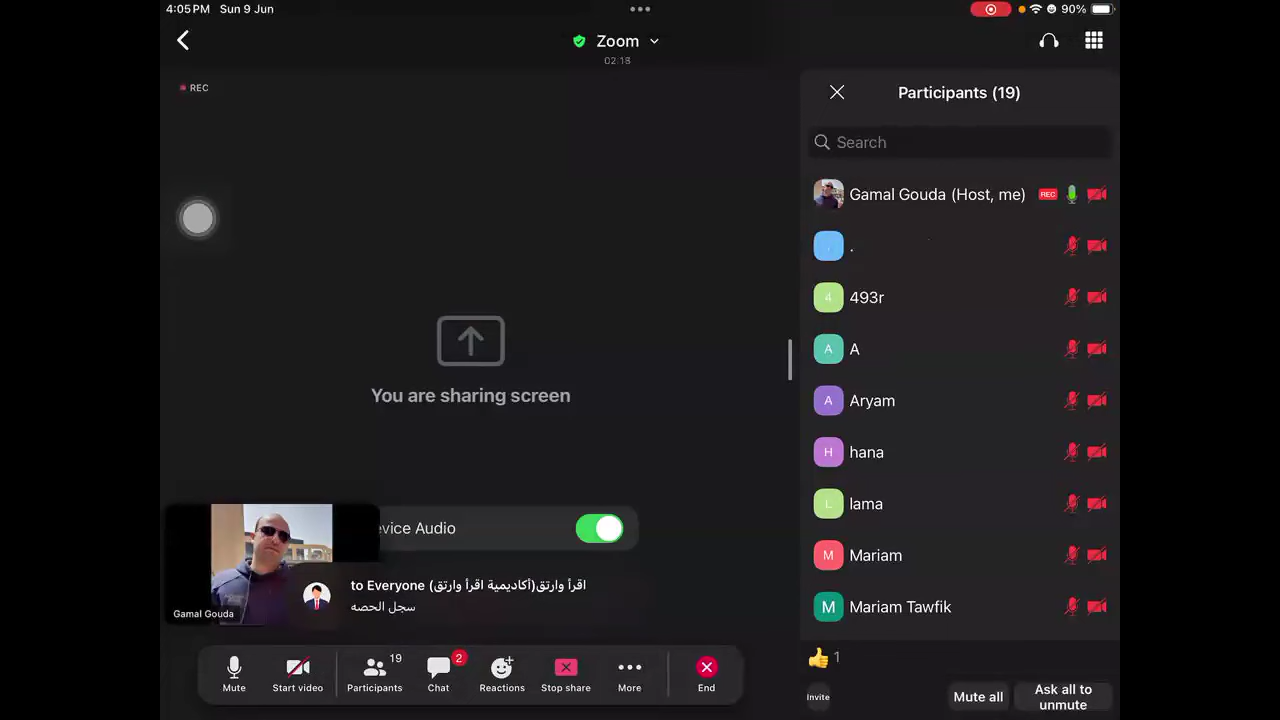 4:05 PM Sun 9 Jun
90%
Zoom
02:13
REC
Participants (19)
Search
Gamal Gouda (Host, me)
REC
.
4
493r
A
A
A
Aryam
H
hana
L
lama
M
Mariam
M
Mariam Tawfik
👍 1
Invite
Mute all
Ask all to
unmute
You are sharing screen
evice Audio
Gamal Gouda
to Everyone (اقرأ وارتق(أكاديمية اقرأ وارتق
سجل الحصه
Mute
Start video
19
Participants
2
Chat
Reactions
Stop share
More
End